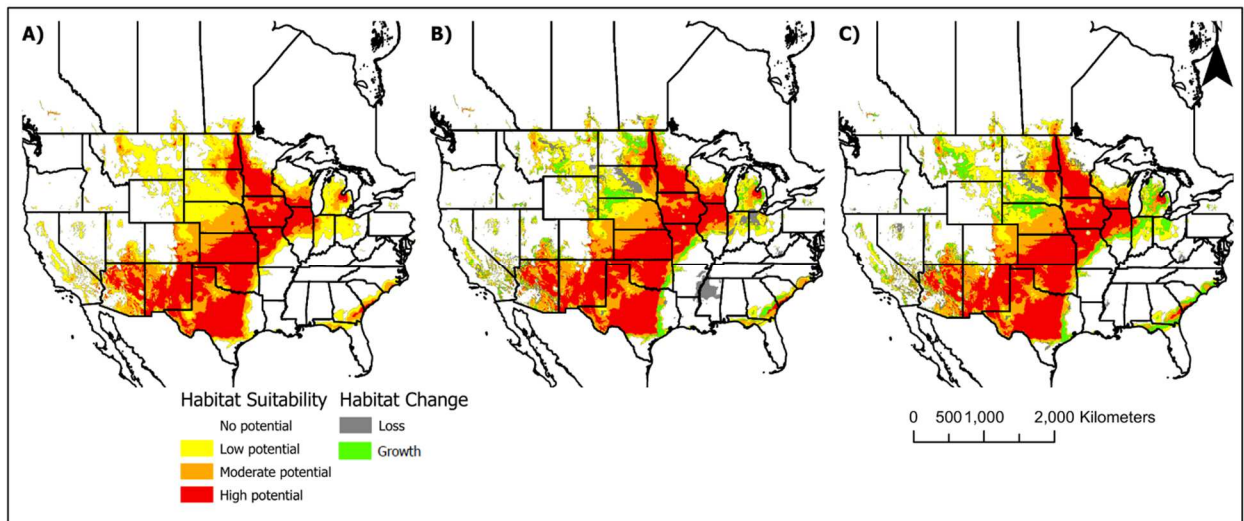 A)
B)
C)
Habitat Suitability
No potential
Low potential
Moderate potential
High potential
Habitat Change
Loss
Growth
0 500 1,000 2,000 Kilometers